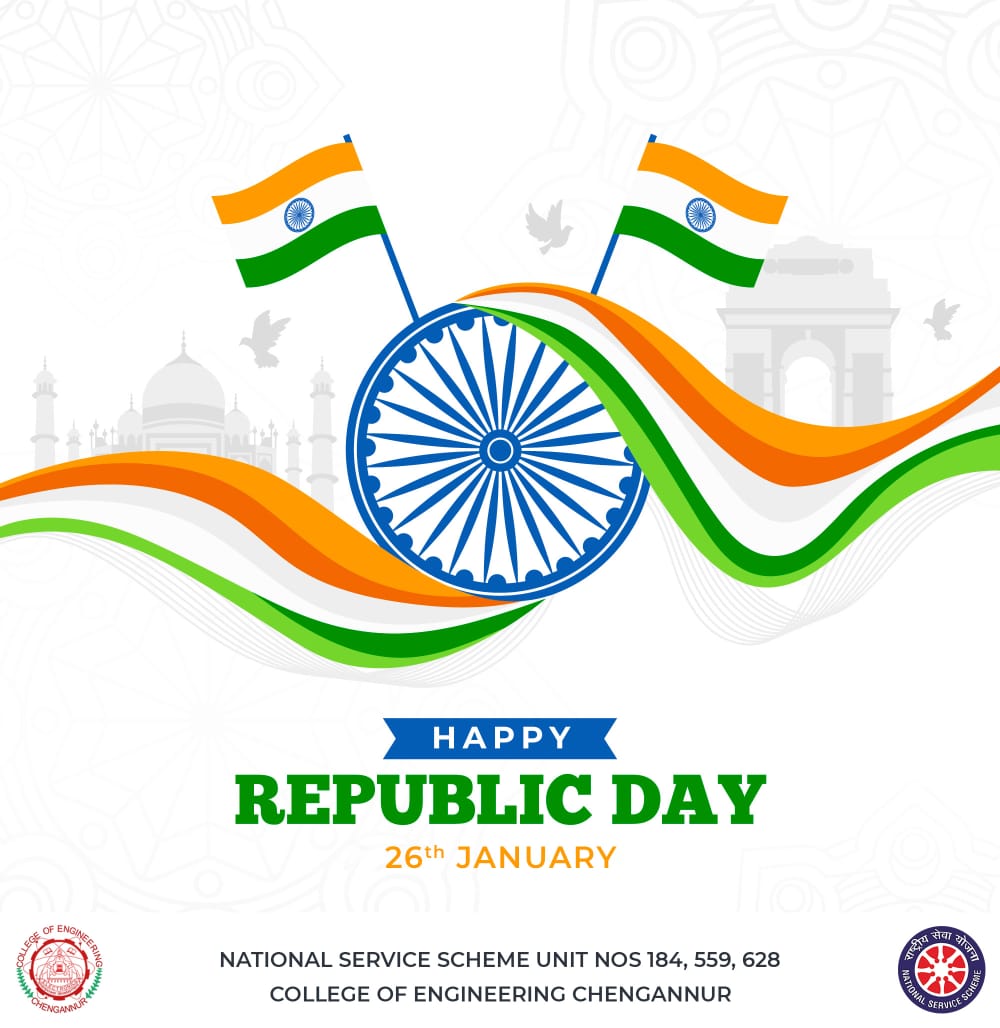 HAPPY
REPUBLIC DAY
26th JANUARY
COLLEGE OF ENGINEERING
CHENGANNUR
NATIONAL SERVICE SCHEME UNIT NOS 184, 559, 628
COLLEGE OF ENGINEERING CHENGANNUR
राष्ट्रीय सेवा योजना
NATIONAL SERVICE SCHEME